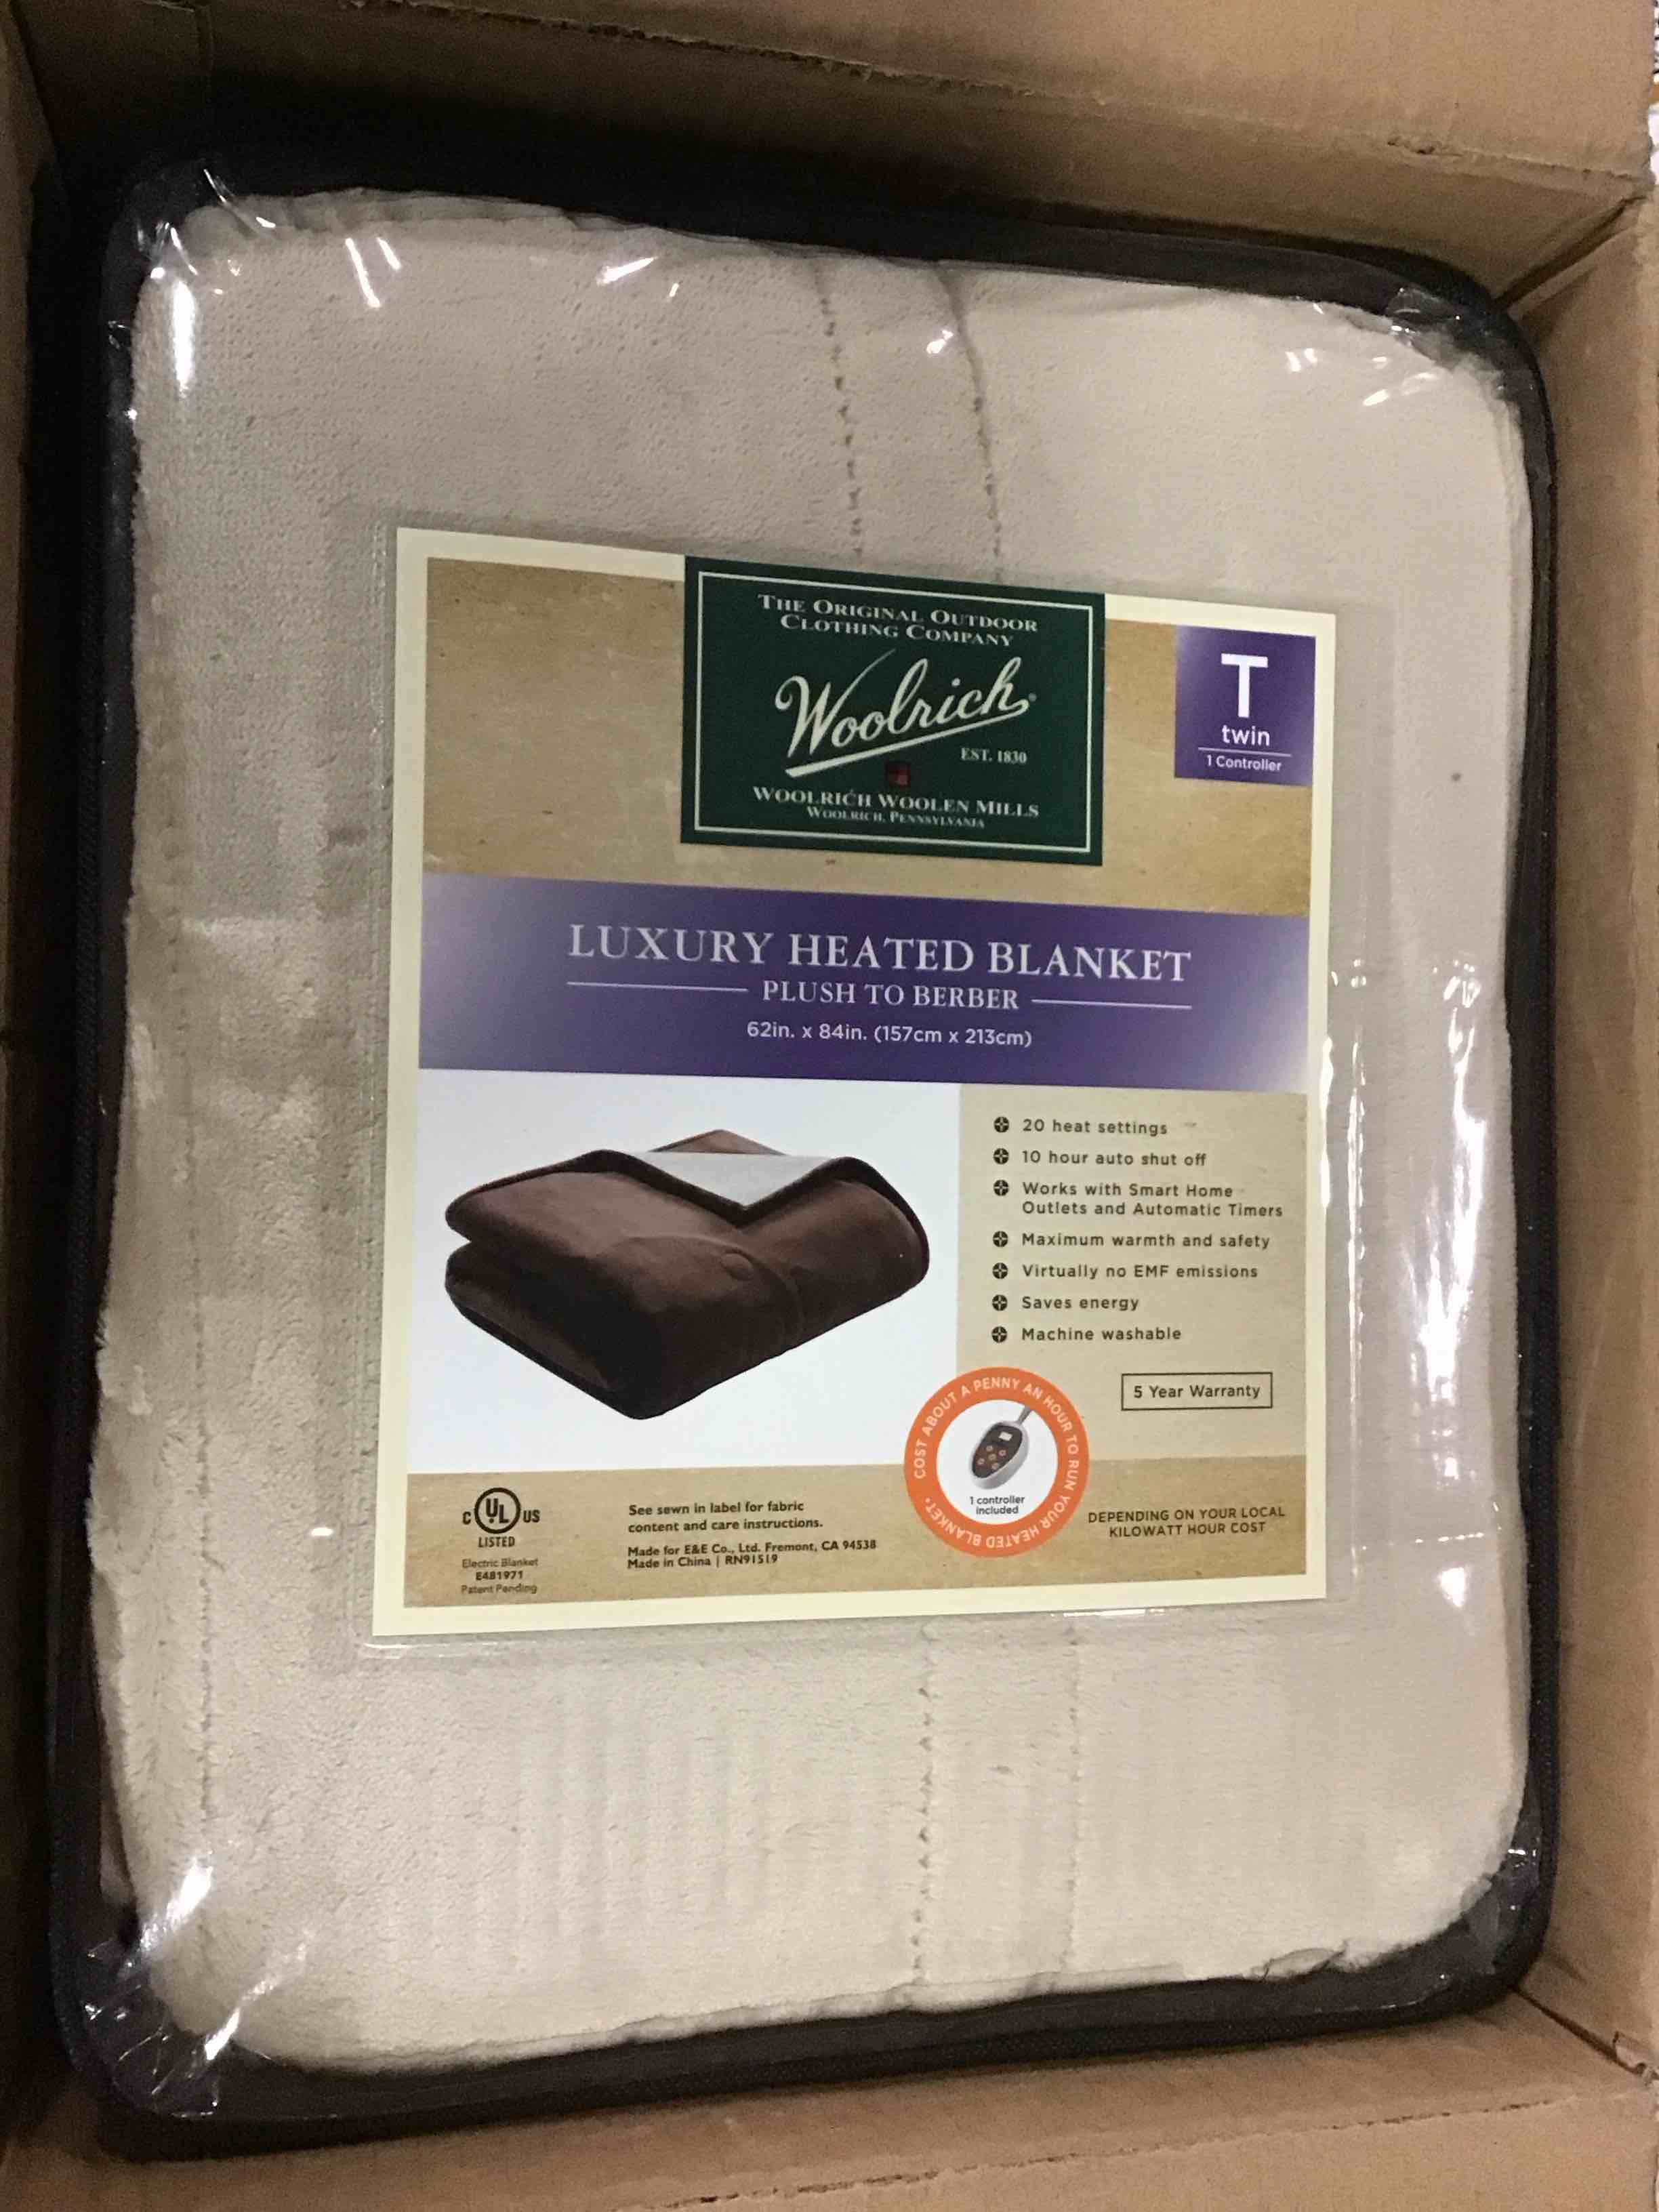 THE ORIGINAL OUTDOOR
CLOTHING COMPANY
Woolrich®
EST. 1830
WOOLRICH WOOLEN MILLS
WOOLRICH, PENNSYLVANIA
T
twin
1 Controller
LUXURY HEATED BLANKET
PLUSH TO BERBER
62in. x 84in. (157cm x 213cm)
20 heat settings
10 hour auto shut off
Works with Smart Home
Outlets and Automatic Timers
Maximum warmth and safety
Virtually no EMF emissions
Saves energy
Machine washable
5 Year Warranty
COST ABOUT A PENNY AN HOUR TO RUN YOUR HEATED BLANKET*
1 controller
included
DEPENDING ON YOUR LOCAL
KILOWATT HOUR COST
C UL US
LISTED
Electric Blanket
E481971
Patent Pending
See sewn in label for fabric
content and care instructions.
Made for E&E Co., Ltd. Fremont, CA 94538
Made in China | RN91519